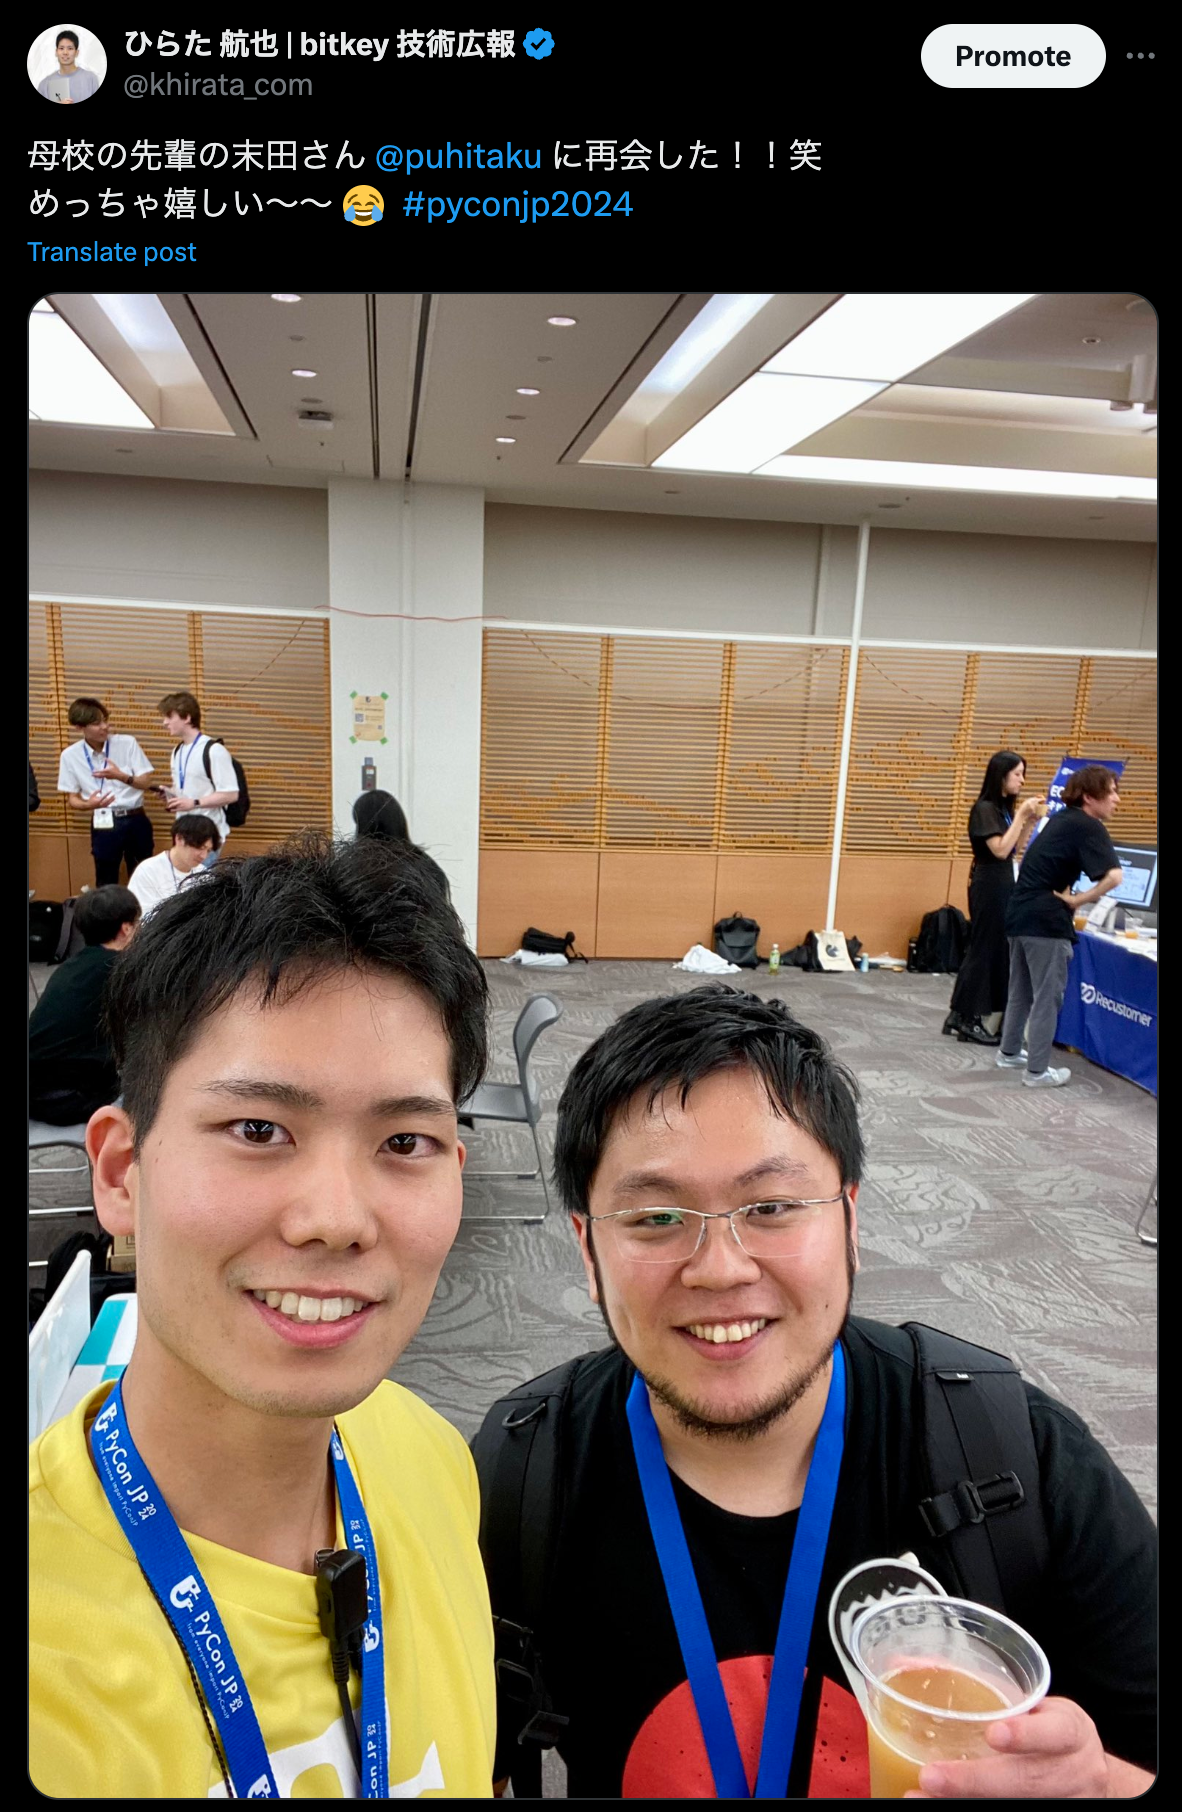 ひらた 航也 | bitkey 技術広報
@khirata_com
Promote
母校の先輩の末田さん @puhitaku に再会した！！笑
めっちゃ嬉しい〜〜😂 #pyconjp2024
Translate post
Recustomer
PyCon JP 2024
PyCon JP 2024